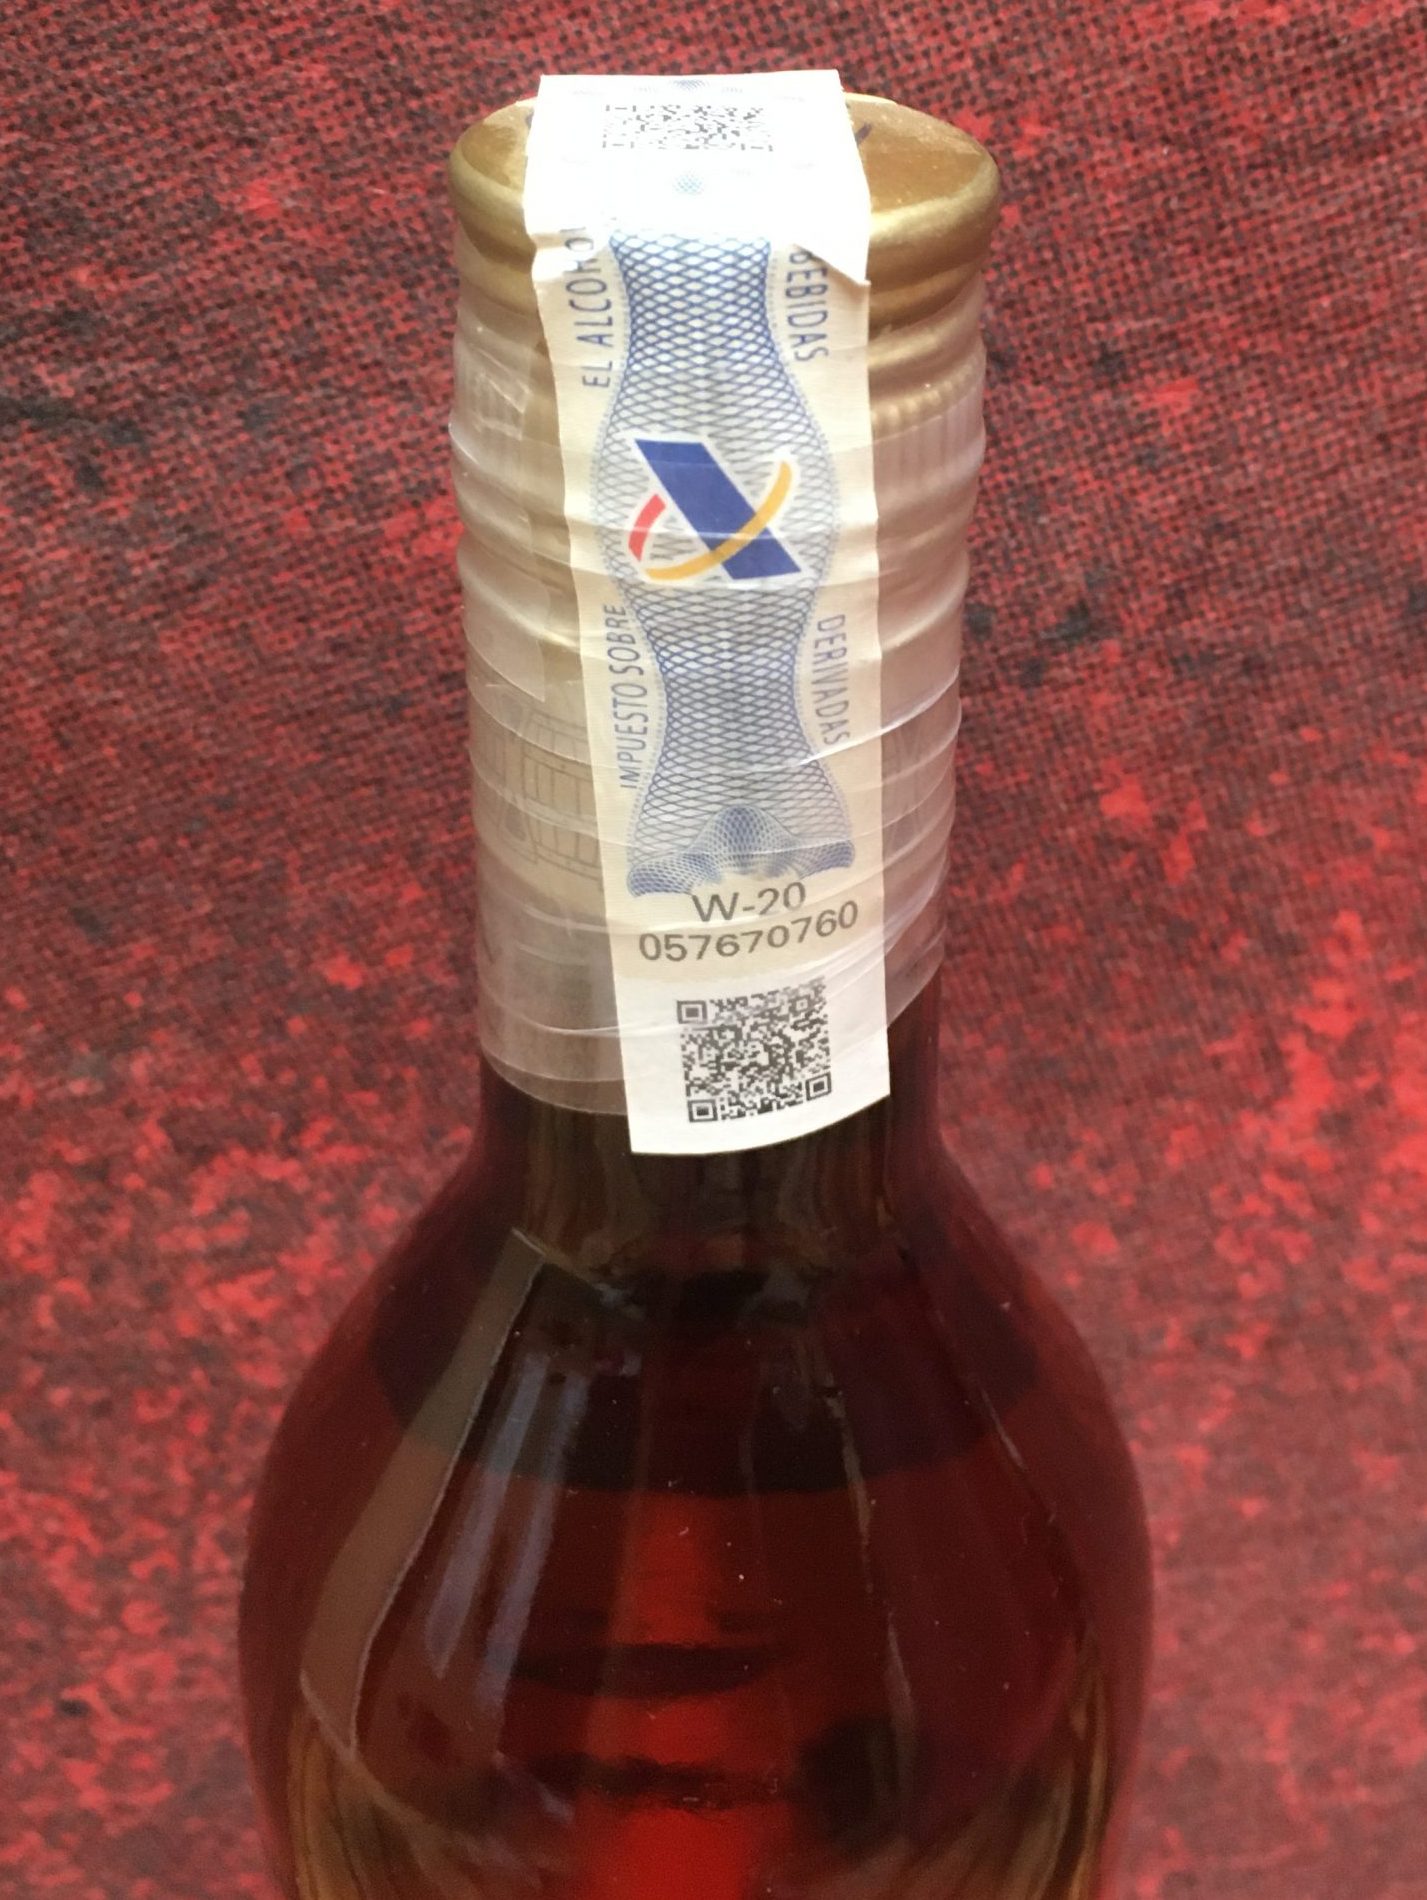 EL ALCOHOL
BEBIDAS
IMPUESTO SOBRE
DERIVADAS
W-20
057670760